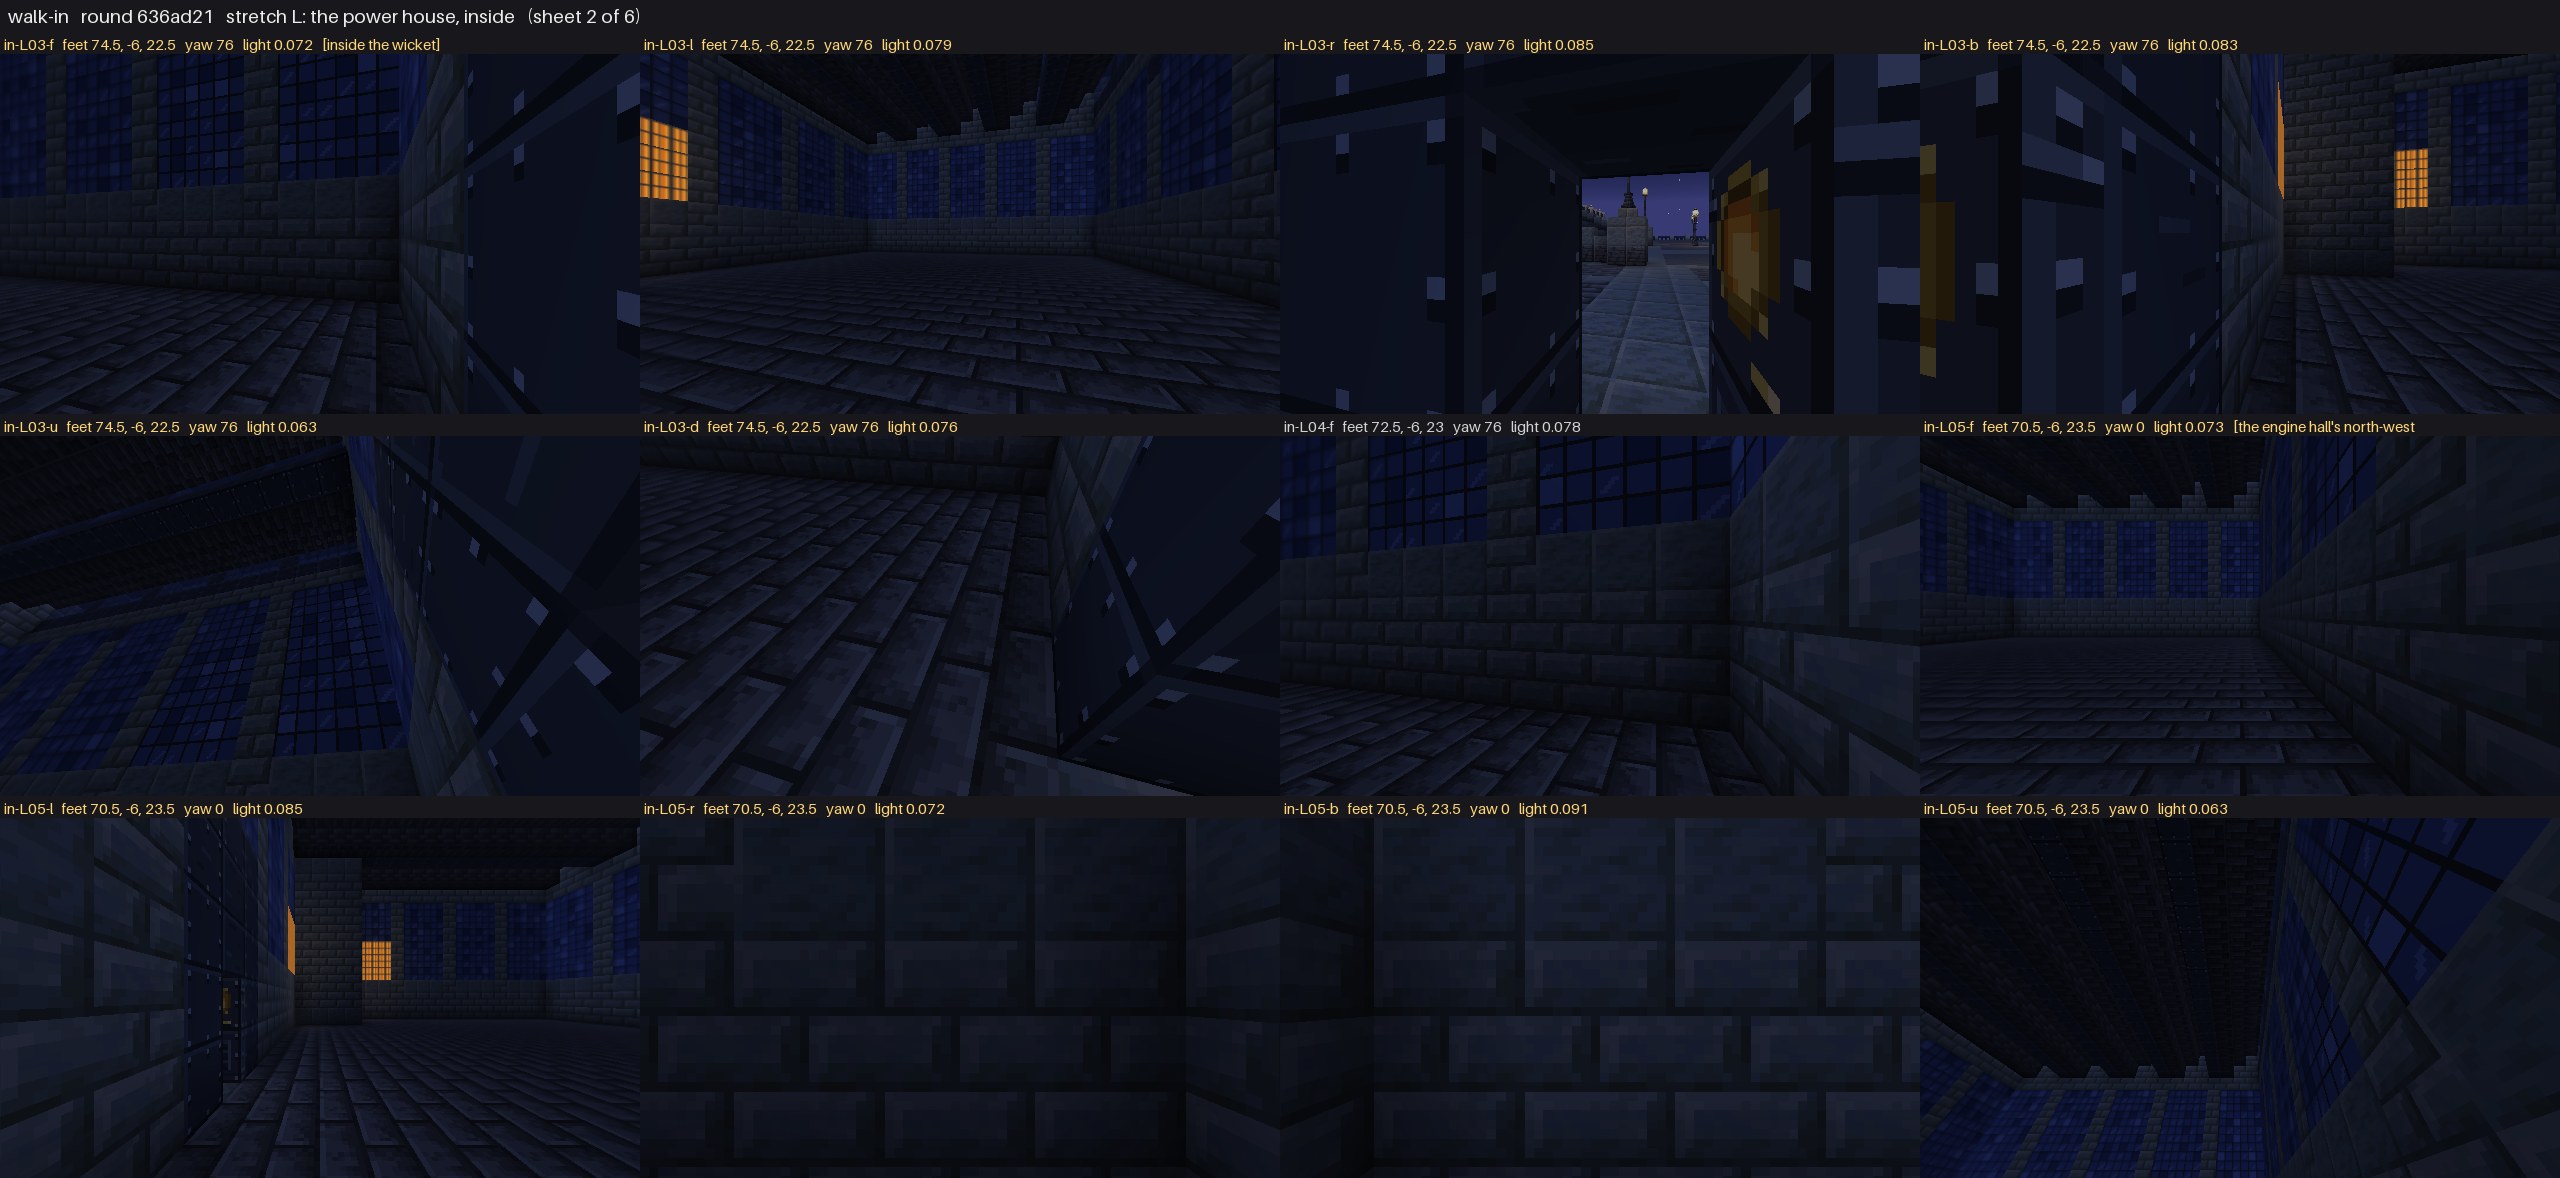 walk-in   round 636ad21   stretch L: the power house, inside   (sheet 2 of 6)
in-L03-f  feet 74.5, -6, 22.5   yaw 76   light 0.072   [inside the wicket]
in-L03-l  feet 74.5, -6, 22.5   yaw 76   light 0.079
in-L03-r  feet 74.5, -6, 22.5   yaw 76   light 0.085
in-L03-b  feet 74.5, -6, 22.5   yaw 76   light 0.083
in-L03-u  feet 74.5, -6, 22.5   yaw 76   light 0.063
in-L03-d  feet 74.5, -6, 22.5   yaw 76   light 0.076
in-L04-f  feet 72.5, -6, 23   yaw 76   light 0.078
in-L05-f  feet 70.5, -6, 23.5   yaw 0   light 0.073   [the engine hall's north-west
in-L05-l  feet 70.5, -6, 23.5   yaw 0   light 0.085
in-L05-r  feet 70.5, -6, 23.5   yaw 0   light 0.072
in-L05-b  feet 70.5, -6, 23.5   yaw 0   light 0.091
in-L05-u  feet 70.5, -6, 23.5   yaw 0   light 0.063